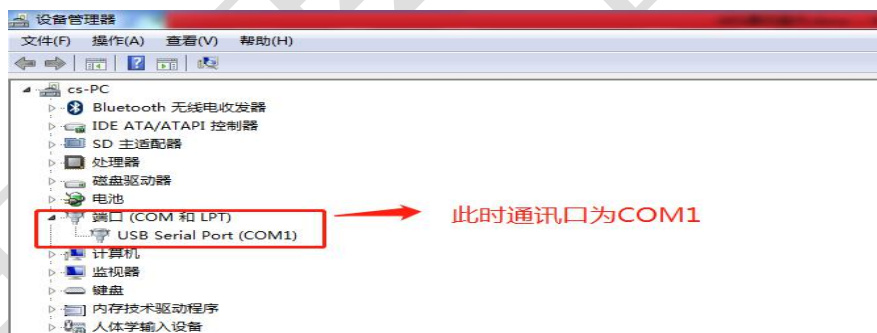 设备管理器
文件(F) 操作(A) 查看(V) 帮助(H)
cs-PC
Bluetooth 无线电收发器
IDE ATA/ATAPI 控制器
SD 主适配器
处理器
磁盘驱动器
电池
端口 (COM 和 LPT)
此时通讯口为COM1
USB Serial Port (COM1)
计算机
监视器
键盘
内存技术驱动程序
人体学输入设备